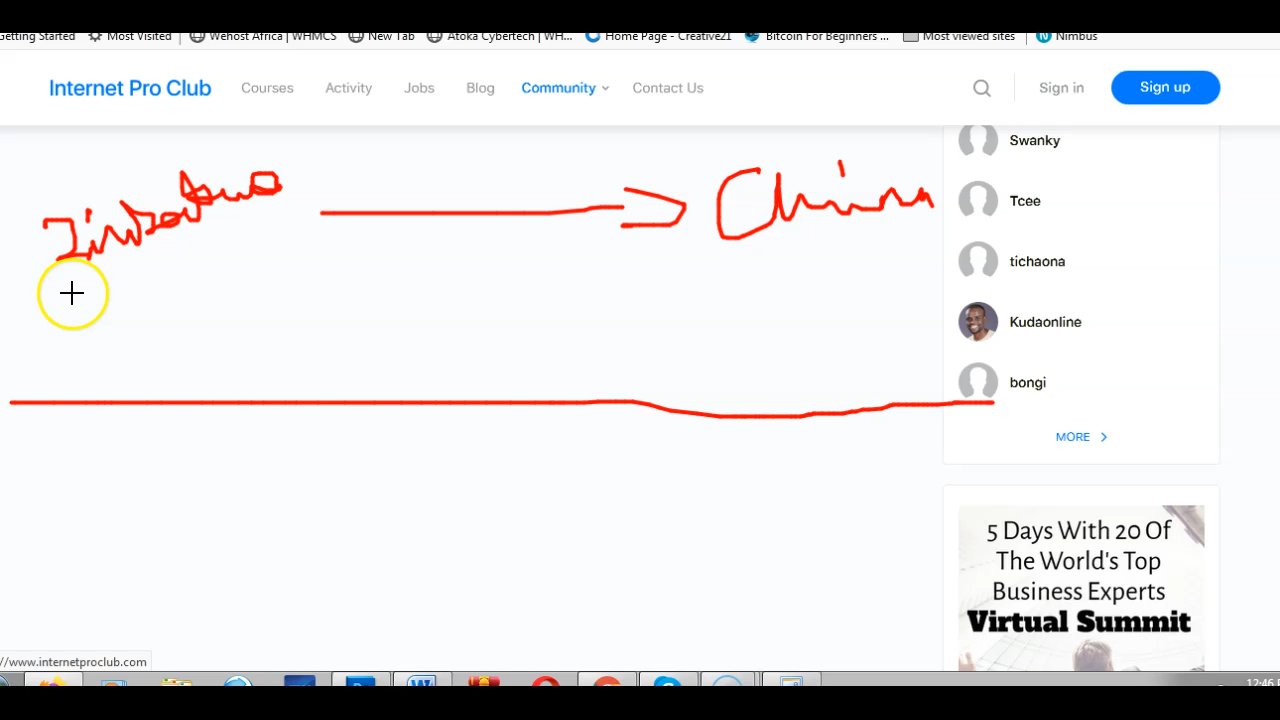 Getting Started Most Visited Wehost Africa | WHMCS New Tab Atoka Cybertech | WH... Home Page - Creative21 Bitcoin For Beginners ... Most viewed sites Nimbus
Internet Pro Club Courses Activity Jobs Blog Community Contact Us Sign in Sign up
Swanky
China
Tcee
tichaona
Kudaonline
bongi
MORE
5 Days With 20 Of
The World's Top
Business Experts
Virtual Summit
//www.internetproclub.com
12:46